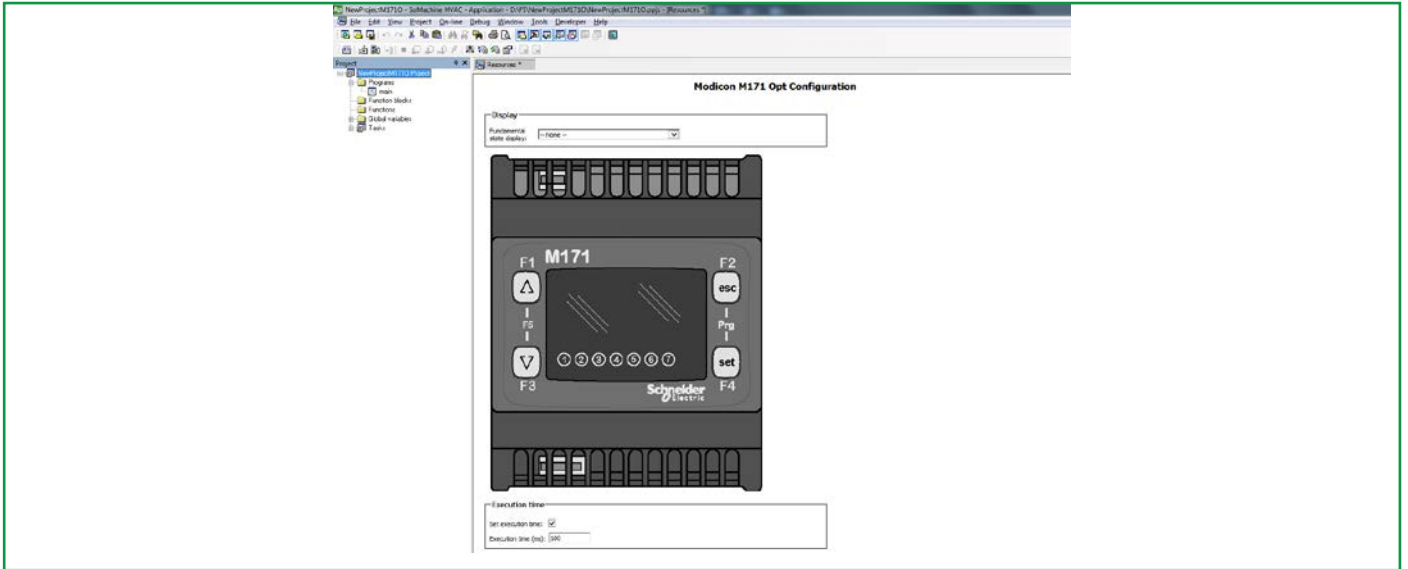 NewProjectM171O - SoMachine HVAC - Application - D:\FT\NewProjectM171O\NewProjectM171O.ppjs - [Resources *]
File Edit View Project On-line Debug Window Tools Developer Help
Project
Resources *
NewProjectM171O Project
Programs
main
Function blocks
Functions
Global variables
Tasks
Modicon M171 Opt Configuration
Display
Fundamental
state display:
-- None --
M171
F1
F2
esc
F5
Prg
1 2 3 4 5 6 7
set
F3
F4
Schneider
Electric
Execution time
Set execution time:
Execution time (ms): 100